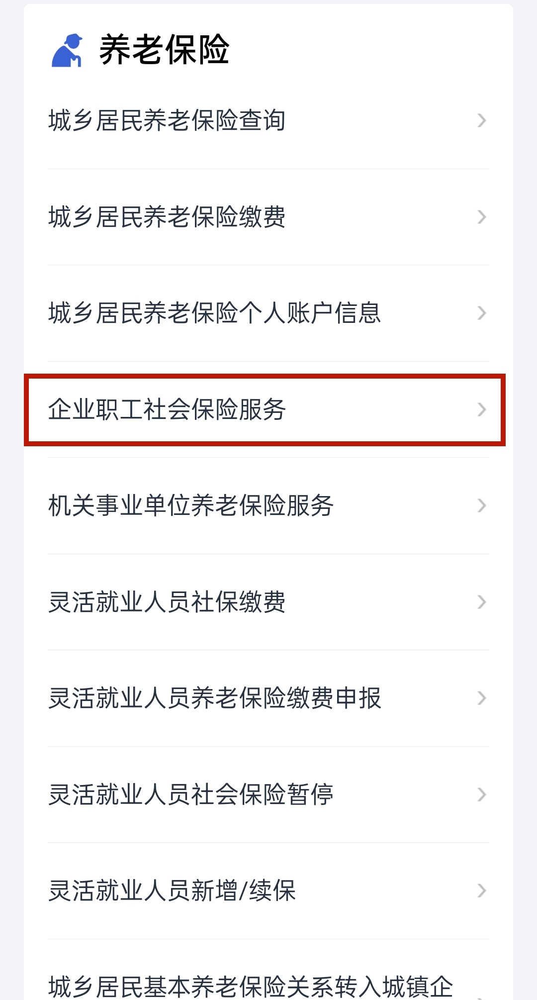 养老保险
城乡居民养老保险查询
城乡居民养老保险缴费
城乡居民养老保险个人账户信息
企业职工社会保险服务
机关事业单位养老保险服务
灵活就业人员社保缴费
灵活就业人员养老保险缴费申报
灵活就业人员社会保险暂停
灵活就业人员新增/续保
城乡居民基本养老保险关系转入城镇企